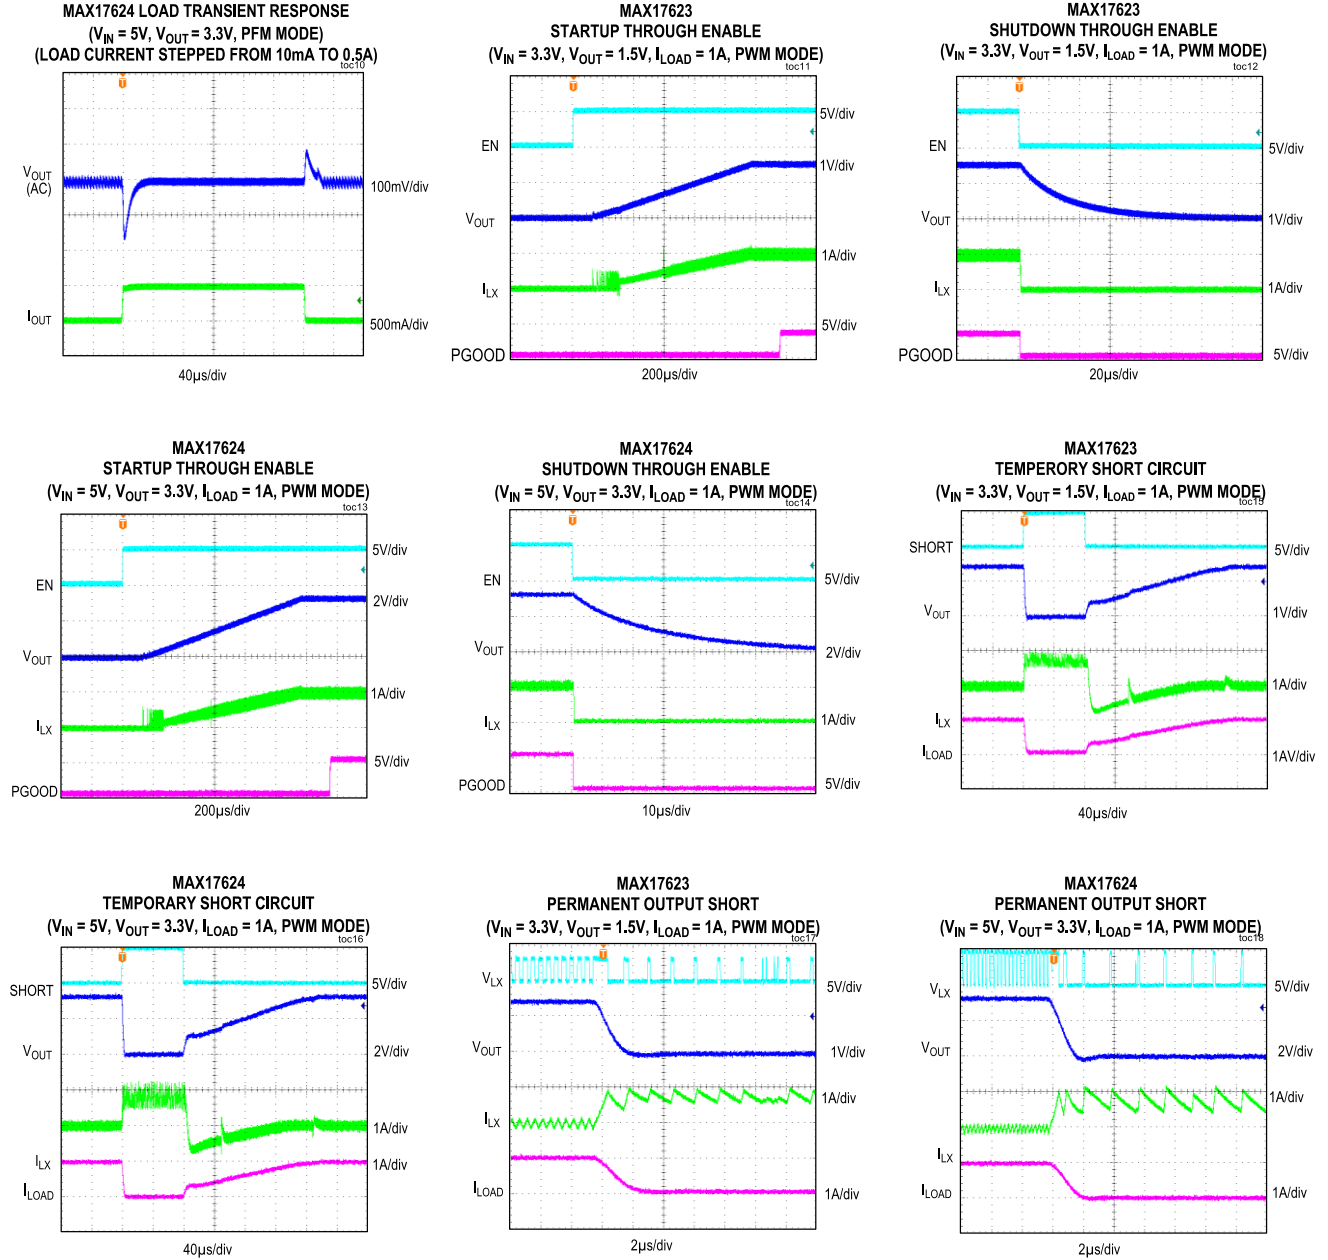 MAX17624 LOAD TRANSIENT RESPONSE
(VIN = 5V, VOUT = 3.3V, PFM MODE)
(LOAD CURRENT STEPPED FROM 10mA TO 0.5A)
toc10
T
VOUT
(AC)
100mV/div
IOUT
500mA/div
40µs/div
MAX17623
STARTUP THROUGH ENABLE
(VIN = 3.3V, VOUT = 1.5V, ILOAD = 1A, PWM MODE)
toc11
T
5V/div
EN
1V/div
VOUT
1A/div
ILX
5V/div
PGOOD
200µs/div
MAX17623
SHUTDOWN THROUGH ENABLE
(VIN = 3.3V, VOUT = 1.5V, ILOAD = 1A, PWM MODE)
toc12
T
EN
5V/div
VOUT
1V/div
ILX
1A/div
PGOOD
5V/div
20µs/div
MAX17624
STARTUP THROUGH ENABLE
(VIN = 5V, VOUT = 3.3V, ILOAD = 1A, PWM MODE)
toc13
T
5V/div
EN
2V/div
VOUT
1A/div
ILX
5V/div
PGOOD
200µs/div
MAX17624
SHUTDOWN THROUGH ENABLE
(VIN = 5V, VOUT = 3.3V, ILOAD = 1A, PWM MODE)
toc14
T
EN
5V/div
VOUT
2V/div
ILX
1A/div
PGOOD
5V/div
10µs/div
MAX17623
TEMPERORY SHORT CIRCUIT
(VIN = 3.3V, VOUT = 1.5V, ILOAD = 1A, PWM MODE)
toc15
T
SHORT
5V/div
VOUT
1V/div
1A/div
ILX
ILOAD
1AV/div
40µs/div
MAX17624
TEMPORARY SHORT CIRCUIT
(VIN = 5V, VOUT = 3.3V, ILOAD = 1A, PWM MODE)
toc16
T
SHORT
5V/div
VOUT
2V/div
1A/div
ILX
1A/div
ILOAD
40µs/div
MAX17623
PERMANENT OUTPUT SHORT
(VIN = 3.3V, VOUT = 1.5V, ILOAD = 1A, PWM MODE)
toc17
T
VLX
5V/div
VOUT
1V/div
1A/div
ILX
ILOAD
1A/div
2µs/div
MAX17624
PERMANENT OUTPUT SHORT
(VIN = 5V, VOUT = 3.3V, ILOAD = 1A, PWM MODE)
toc18
T
VLX
5V/div
VOUT
2V/div
1A/div
ILX
ILOAD
1A/div
2µs/div